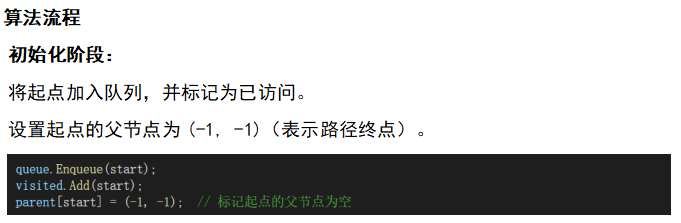 算法流程
初始化阶段：
将起点加入队列，并标记为已访问。
设置起点的父节点为 (-1, -1)（表示路径终点）。
queue.Enqueue(start);
visited.Add(start);
parent[start] = (-1, -1);  // 标记起点的父节点为空